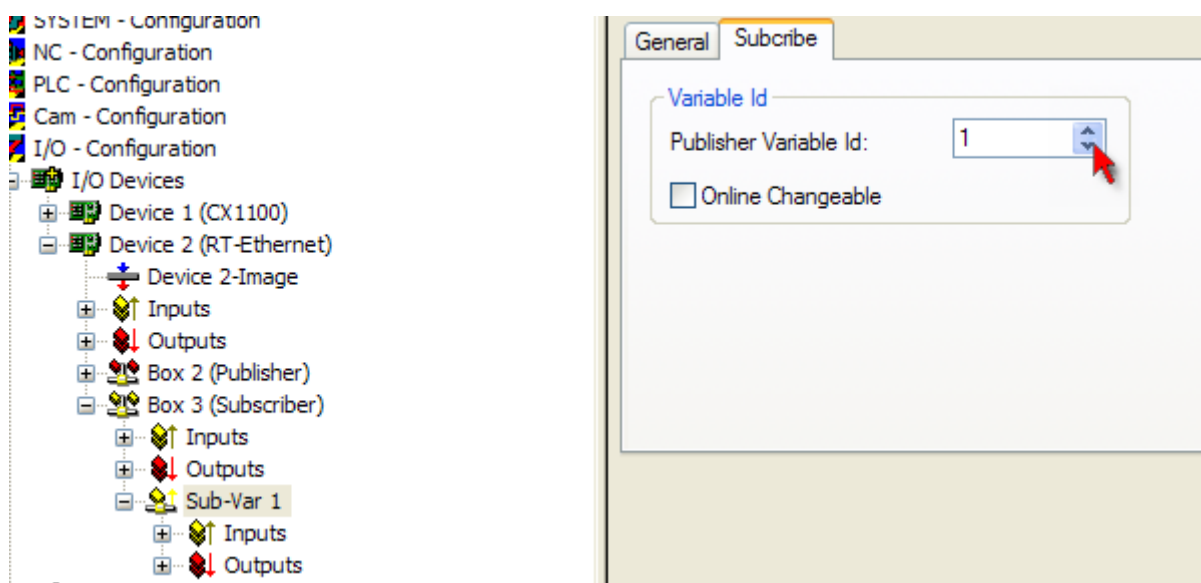 SYSTEM - Configuration
NC - Configuration
PLC - Configuration
Cam - Configuration
I/O - Configuration
I/O Devices
Device 1 (CX1100)
Device 2 (RT-Ethernet)
Device 2-Image
Inputs
Outputs
Box 2 (Publisher)
Box 3 (Subscriber)
Inputs
Outputs
Sub-Var 1
Inputs
Outputs
General Subcribe
Variable Id
Publisher Variable Id: 1
Online Changeable